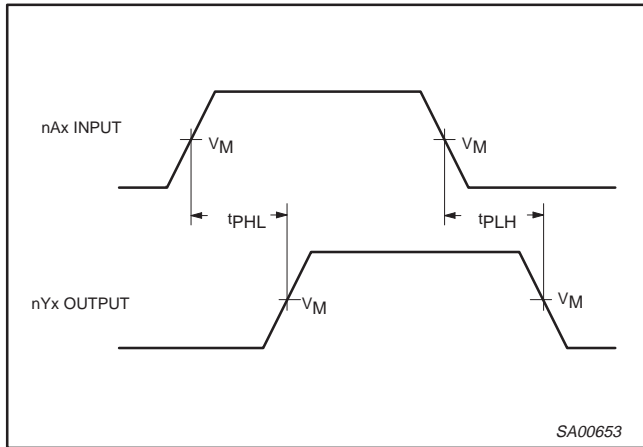 nAx INPUT
VM
VM
tPHL
tPLH
nYx OUTPUT
VM
VM
SA00653